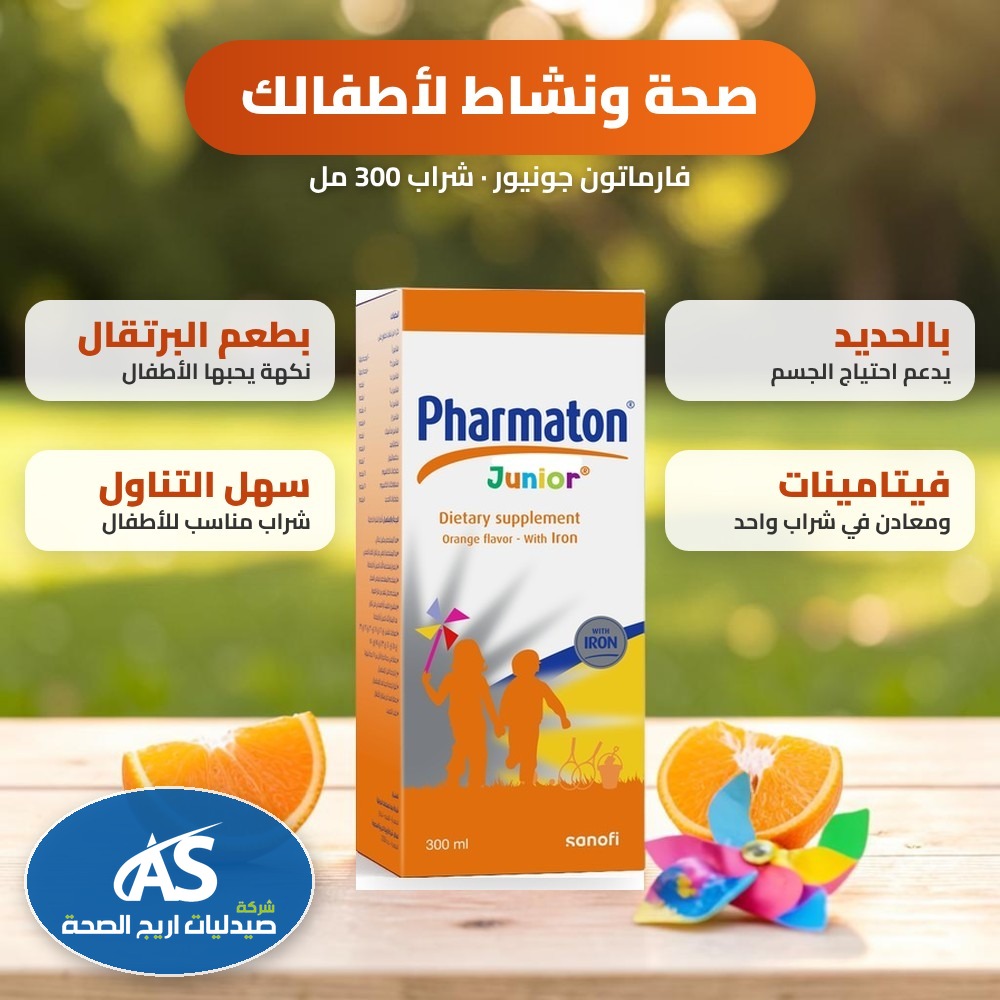 صحة ونشاط لأطفالك
فارماتون جونيور · شراب 300 مل
بالحديد
يدعم احتياج الجسم
بطعم البرتقال
نكهة يحبها الأطفال
فيتامينات
ومعادن في شراب واحد
سهل التناول
شراب مناسب للأطفال
Pharmaton®
Junior®
Dietary supplement
Orange flavor - With Iron
WITH
IRON
300 ml
sanofi
AS
شركة
صيدليات اريج الصحة